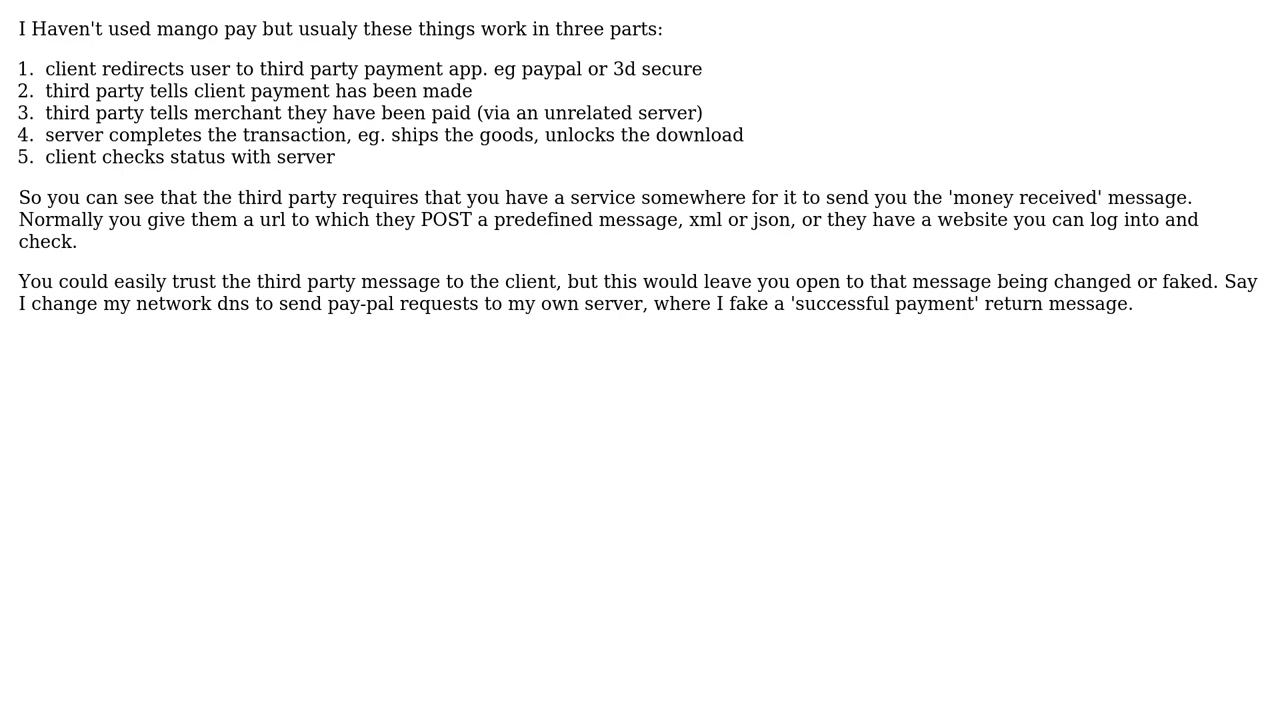 I Haven't used mango pay but usualy these things work in three parts:
1. client redirects user to third party payment app. eg paypal or 3d secure
2. third party tells client payment has been made
3. third party tells merchant they have been paid (via an unrelated server)
4. server completes the transaction, eg. ships the goods, unlocks the download
5. client checks status with server
So you can see that the third party requires that you have a service somewhere for it to send you the 'money received' message.
Normally you give them a url to which they POST a predefined message, xml or json, or they have a website you can log into and
check.
You could easily trust the third party message to the client, but this would leave you open to that message being changed or faked. Say
I change my network dns to send pay-pal requests to my own server, where I fake a 'successful payment' return message.